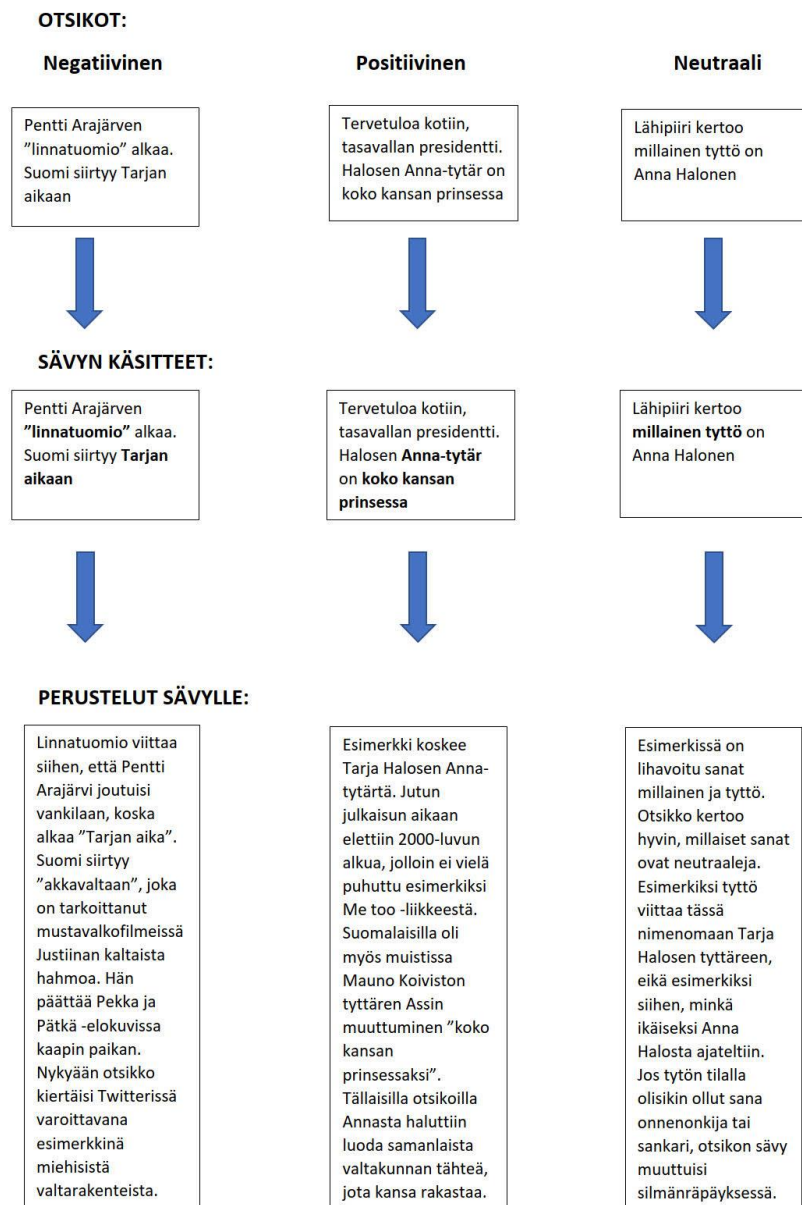 OTSIKOT:
Negatiivinen
Positiivinen
Neutraali
Pentti Arajärven
”linnatuomio” alkaa.
Suomi siirtyy Tarjan
aikaan
Tervetuloa kotiin,
tasavallan presidentti.
Halosen Anna-tytär on
koko kansan prinsessa
Lähipiiri kertoo
millainen tyttö on
Anna Halonen
SÄVYN KÄSITTEET:
Pentti Arajärven
”linnatuomio” alkaa.
Suomi siirtyy Tarjan
aikaan
Tervetuloa kotiin,
tasavallan presidentti.
Halosen Anna-tytär
on koko kansan
prinsessa
Lähipiiri kertoo
millainen tyttö on
Anna Halonen
PERUSTELUT SÄVYLLE:
Linnatuomio viittaa
siihen, että Pentti
Arajärvi joutuisi
vankilaan, koska
alkaa ”Tarjan aika”.
Suomi siirtyy
”akkavaltaan”, joka
on tarkoittanut
mustavalkofilmeissä
Justiinan kaltaista
hahmoa. Hän
päättää Pekka ja
Pätkä -elokuvissa
kaapin paikan.
Nykyään otsikko
kiertäisi Twitterissä
varoittavana
esimerkkinä
miehisistä
valtarakenteista.
Esimerkki koskee
Tarja Halosen Anna-
tytärtä. Jutun
julkaisun aikaan
elettiin 2000-luvun
alkua, jolloin ei vielä
puhuttu esimerkiksi
Me too -liikkeestä.
Suomalaisilla oli
myös muistissa
Mauno Koiviston
tyttären Assin
muuttuminen ”koko
kansan
prinsessaksi”.
Tällaisilla otsikoilla
Annasta haluttiin
luoda samanlaista
valtakunnan tähteä,
jota kansa rakastaa.
Esimerkissä on
lihavoitu sanat
millainen ja tyttö.
Otsikko kertoo
hyvin, millaiset sanat
ovat neutraaleja.
Esimerkiksi tyttö
viittaa tässä
nimenomaan Tarja
Halosen tyttäreen,
eikä esimerkiksi
siihen, minkä
ikäiseksi Anna
Halosta ajateltiin.
Jos tytön tilalla
olisikin ollut sana
onnenonkija tai
sankari, otsikon sävy
muuttuisi
silmänräpäyksessä.